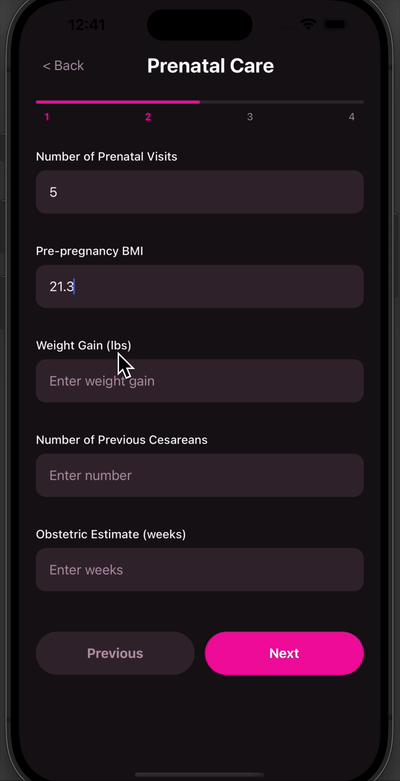 12:41
< Back
Prenatal Care
1 2 3 4
Number of Prenatal Visits
5
Pre-pregnancy BMI
21.3
Weight Gain (lbs)
Enter weight gain
Number of Previous Cesareans
Enter number
Obstetric Estimate (weeks)
Enter weeks
Previous Next